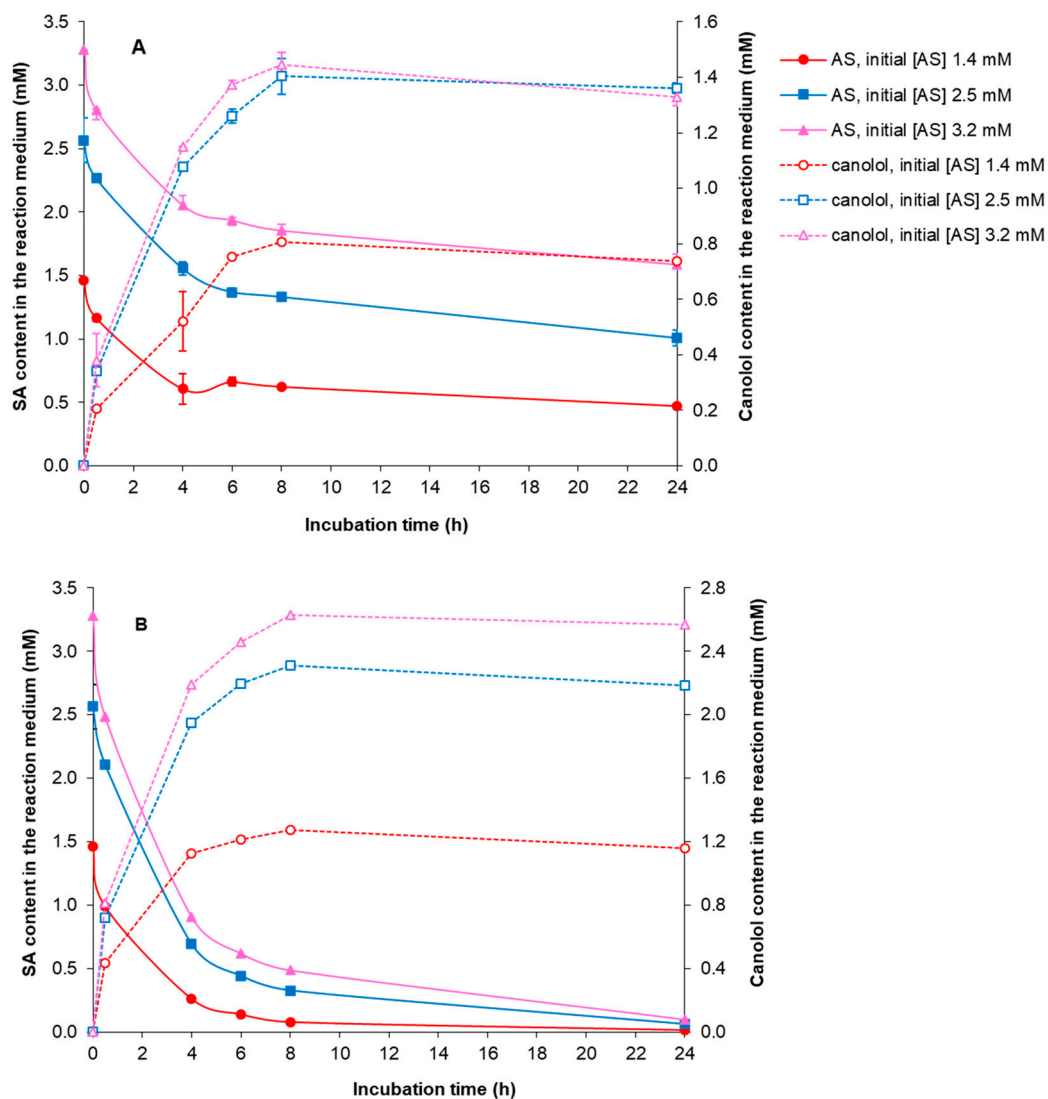 A
SA content in the reaction medium (mM)
3.5
3.0
2.5
2.0
1.5
1.0
0.5
0.0
Canolol content in the reaction medium (mM)
1.6
1.4
1.2
1.0
0.8
0.6
0.4
0.2
0.0
0 2 4 6 8 10 12 14 16 18 20 22 24
Incubation time (h)
AS, initial [AS] 1.4 mM
AS, initial [AS] 2.5 mM
AS, initial [AS] 3.2 mM
canolol, initial [AS] 1.4 mM
canolol, initial [AS] 2.5 mM
canolol, initial [AS] 3.2 mM
B
SA content in the reaction medium (mM)
3.5
3.0
2.5
2.0
1.5
1.0
0.5
0.0
Canolol content in the reaction medium (mM)
2.8
2.4
2.0
1.6
1.2
0.8
0.4
0.0
0 2 4 6 8 10 12 14 16 18 20 22 24
Incubation time (h)